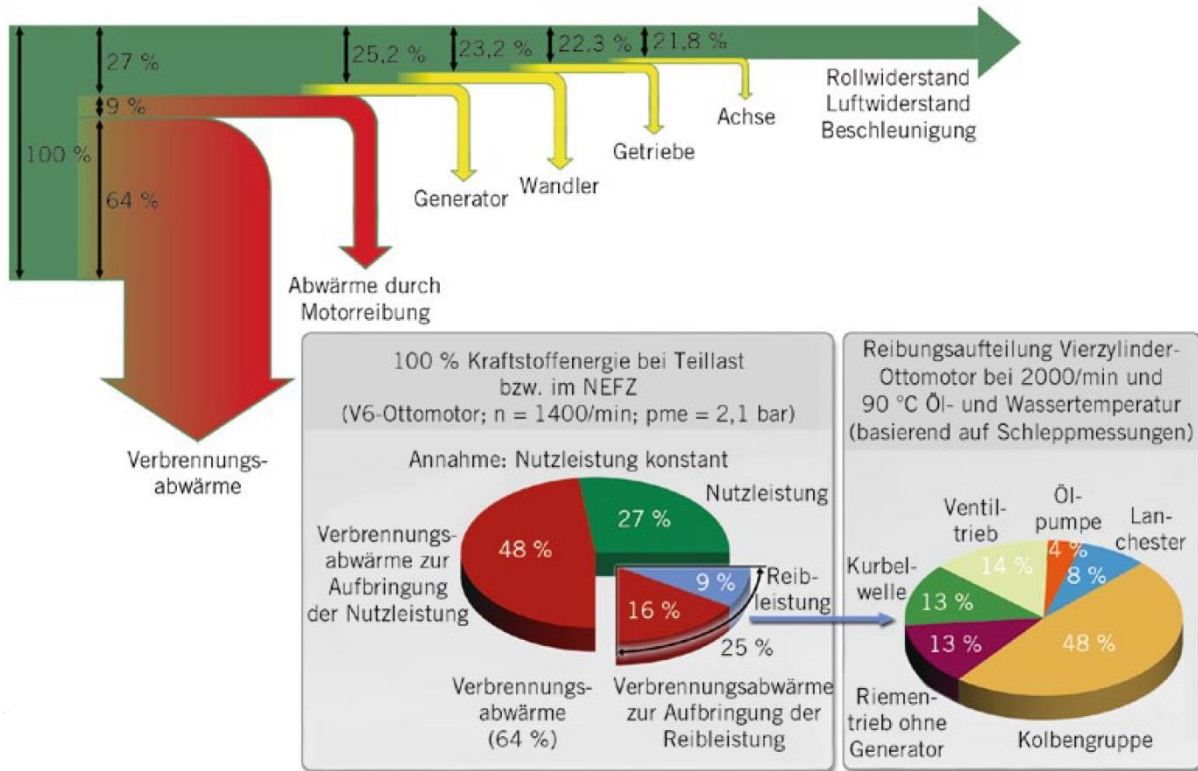 27 %
25,2 %
23,2 %
22,3 %
21,8 %
9 %
100 %
64 %
Rollwiderstand
Luftwiderstand
Beschleunigung
Achse
Getriebe
Wandler
Generator
Abwärme durch
Motorreibung
Verbrennungs-
abwärme
100 % Kraftstoffenergie bei Teillast
bzw. im NEFZ
(V6-Ottomotor; n = 1400/min; pme = 2,1 bar)
Annahme: Nutzleistung konstant
Nutzleistung
27 %
Verbrennungs-
abwärme zur
Aufbringung
der Nutzleistung
48 %
9 %
Reib-
leistung
16 %
25 %
Verbrennungs-
abwärme
(64 %)
Verbrennungsabwärme
zur Aufbringung der
Reibleistung
Reibungsaufteilung Vierzylinder-
Ottomotor bei 2000/min und
90 °C Öl- und Wassertemperatur
(basierend auf Schleppmessungen)
Ventil-
trieb
14 %
Öl-
pumpe
4 %
Lan-
chester
8 %
Kurbel-
welle
13 %
13 %
48 %
Riemen-
trieb ohne
Generator
Kolbengruppe